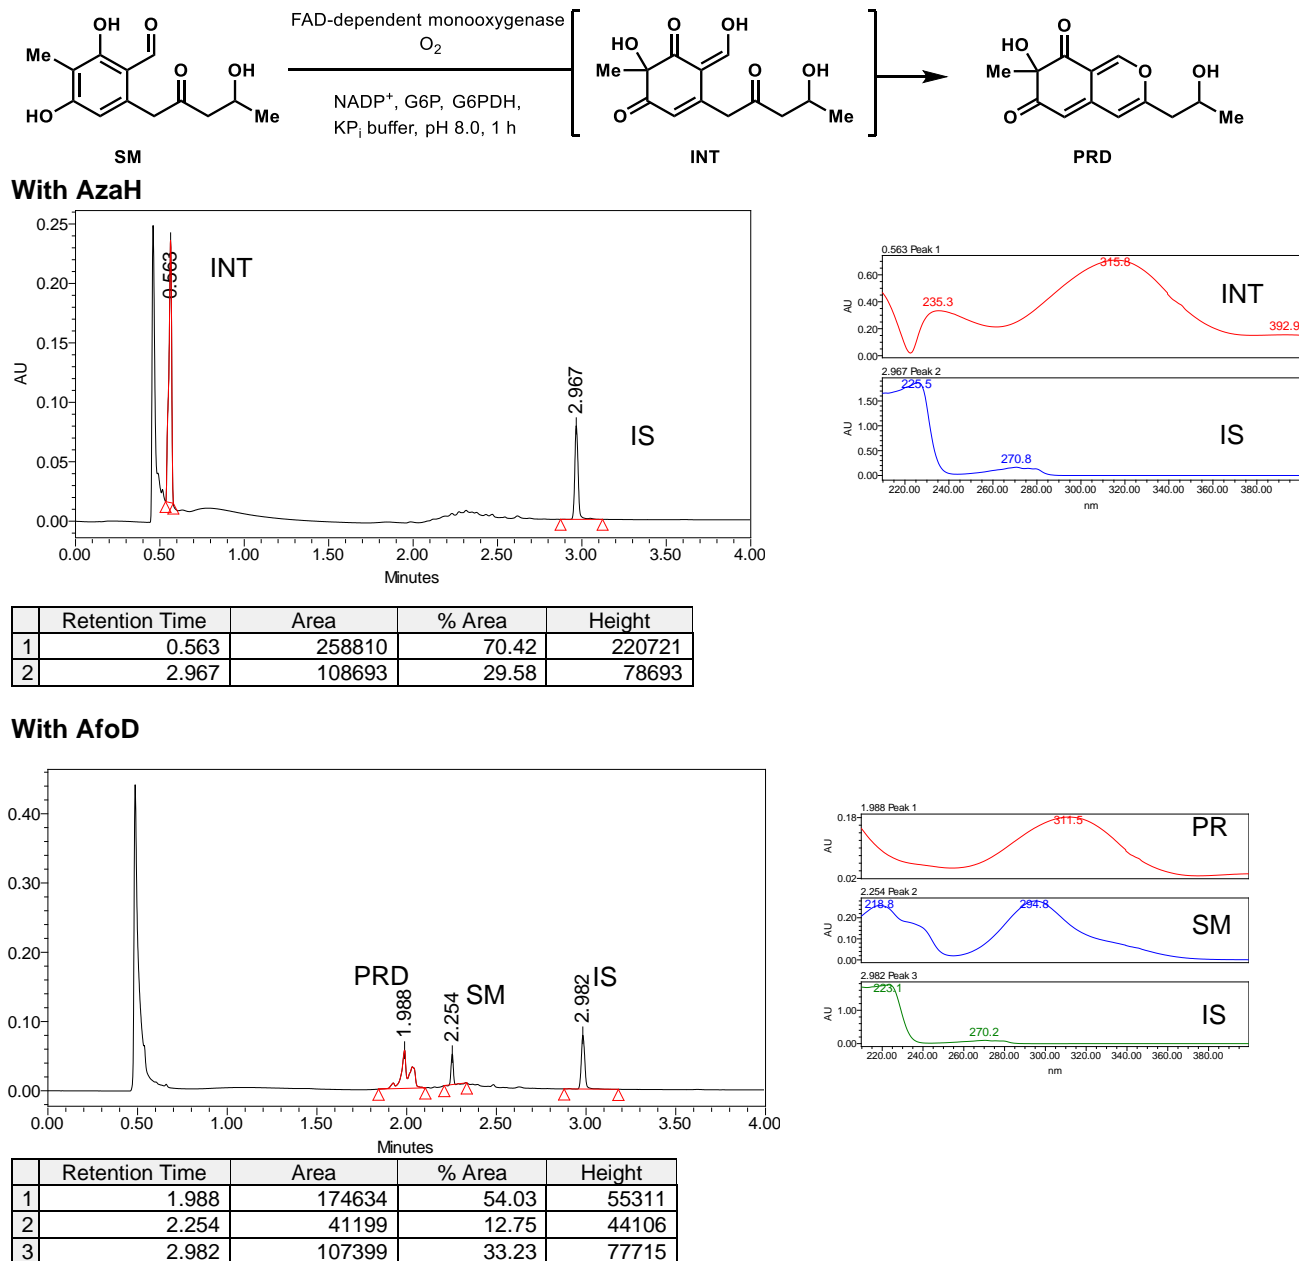 FAD-dependent monooxygenase
O2
NADP+, G6P, G6PDH,
KPi buffer, pH 8.0, 1 h
OH
O
Me
O
OH
HO
Me
SM
O
OH
HO
Me
O
OH
O
Me
INT
HO
O
Me
O
O
OH
Me
PRD
With AzaH
0.25
0.20
0.15
0.10
0.05
0.00
AU
0.563
INT
2.967
IS
0.00 0.50 1.00 1.50 2.00 2.50 3.00 3.50 4.00
Minutes
0.563 Peak 1
AU
0.60
0.40
0.20
0.00
235.3
315.8
392.9
INT
2.967 Peak 2
AU
1.50
1.00
0.50
0.00
225.5
270.8
IS
220.00 240.00 260.00 280.00 300.00 320.00 340.00 360.00 380.00
nm
Retention Time Area % Area Height
1 0.563 258810 70.42 220721
2 2.967 108693 29.58 78693
With AfoD
0.40
0.30
0.20
0.10
0.00
AU
PRD
1.988
2.254
SM
2.982
IS
0.00 0.50 1.00 1.50 2.00 2.50 3.00 3.50 4.00
Minutes
1.988 Peak 1
AU
0.18
0.02
311.5
PR
2.254 Peak 2
AU
0.20
0.10
0.00
218.8
294.8
SM
2.982 Peak 3
AU
1.00
0.00
223.1
270.2
IS
220.00 240.00 260.00 280.00 300.00 320.00 340.00 360.00 380.00
nm
Retention Time Area % Area Height
1 1.988 174634 54.03 55311
2 2.254 41199 12.75 44106
3 2.982 107399 33.23 77715